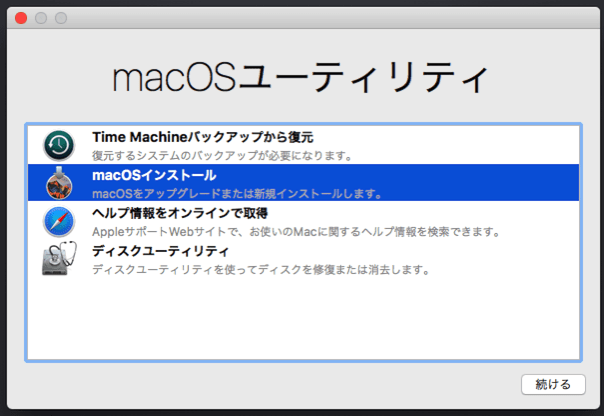 macOSユーティリティ
Time Machineバックアップから復元
復元するシステムのバックアップが必要になります。
macOSインストール
macOSをアップグレードまたは新規インストールします。
ヘルプ情報をオンラインで取得
AppleサポートWebサイトで、お使いのMacに関するヘルプ情報を検索できます。
ディスクユーティリティ
ディスクユーティリティを使ってディスクを修復または消去します。
続ける